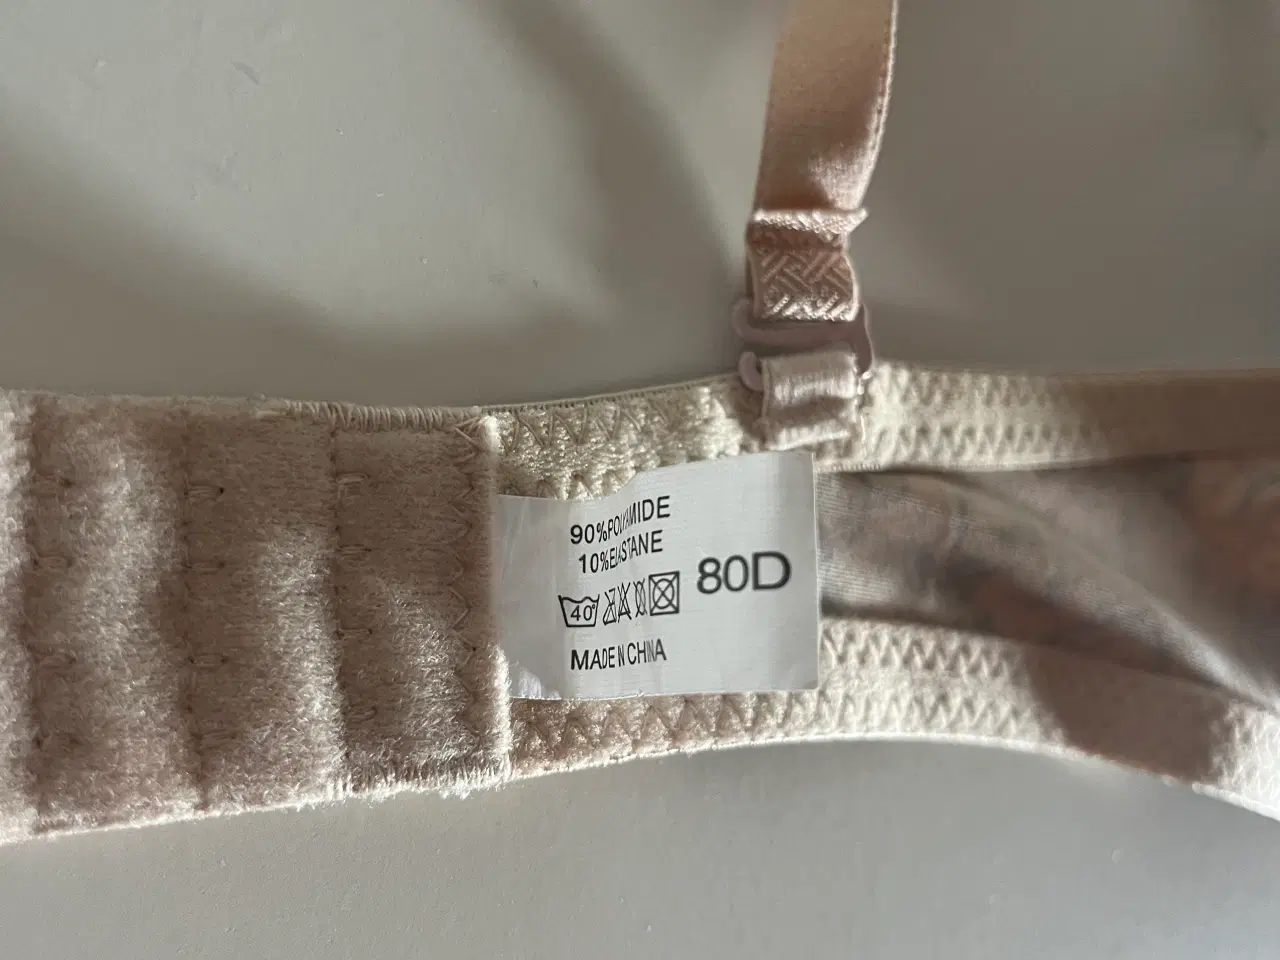 90%POLYAMIDE
10%ELASTANE
40°
80D
MADE IN CHINA